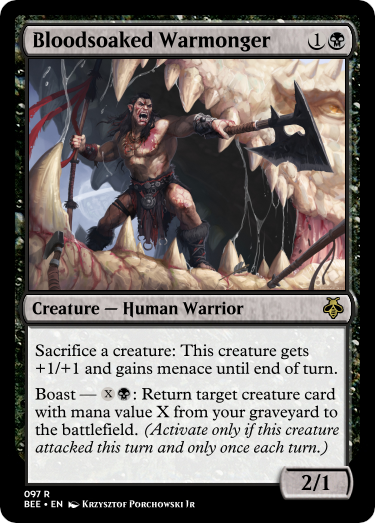 Bloodsoaked Warmonger 1
Creature — Human Warrior
Sacrifice a creature: This creature gets
+1/+1 and gains menace until end of turn.
Boast — X: Return target creature card
with mana value X from your graveyard to
the battlefield. (Activate only if this creature
attacked this turn and only once each turn.)
2/1
097 R
BEE • EN Krzysztof Porchowski Jr